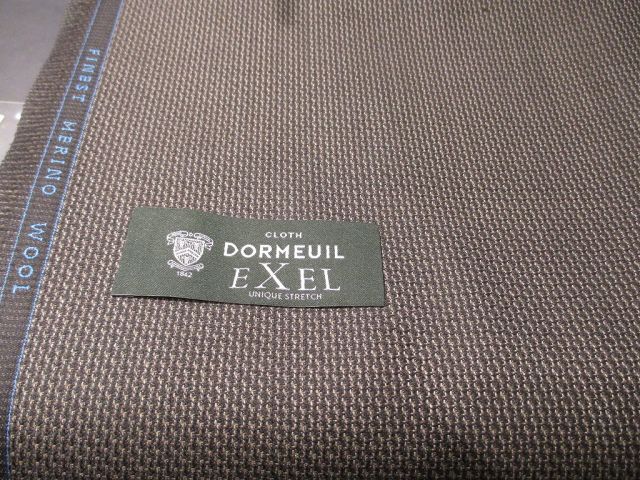 FINEST MERINO WOOL
CLOTH
DORMEUIL
EXEL
UNIQUE STRETCH
1842